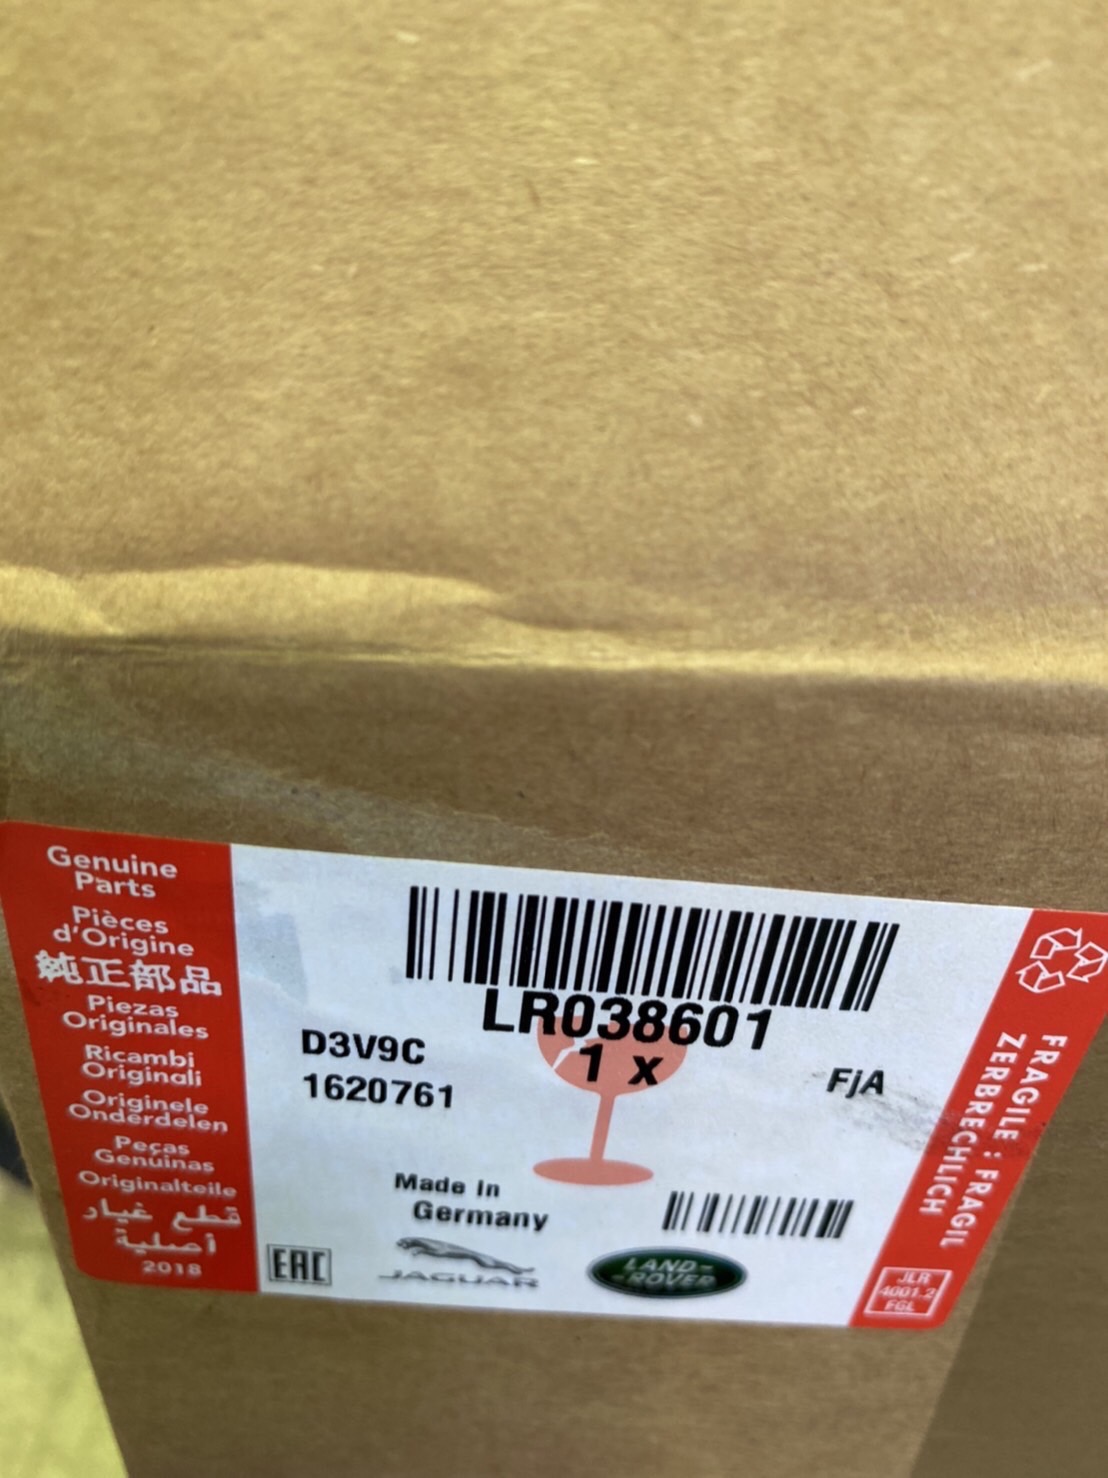 Genuine
Parts
Pièces
d'Origine
純正部品
Piezas
Originales
Ricambi
Originali
Originele
Onderdelen
Peças
Genuinas
Originalteile
قطع غيار
أصلية
2018
LR038601
1 x
D3V9C
1620761
FjA
Made In
Germany
EAC
JAGUAR
LAND-
-ROVER
FRAGILE : FRAGIL
ZERBRECHLICH
JLR
4001.2
FGL